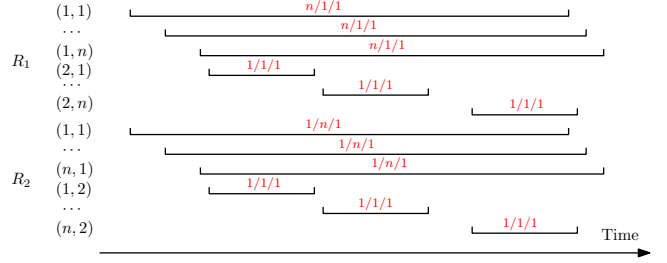 (1, 1) n/1/1
... n/1/1
R1 (1, n) n/1/1
(2, 1) 1/1/1
... 1/1/1
(2, n) 1/1/1
(1, 1) 1/n/1
... 1/n/1
(n, 1) 1/n/1
R2 (1, 2) 1/1/1
... 1/1/1
(n, 2) 1/1/1
Time